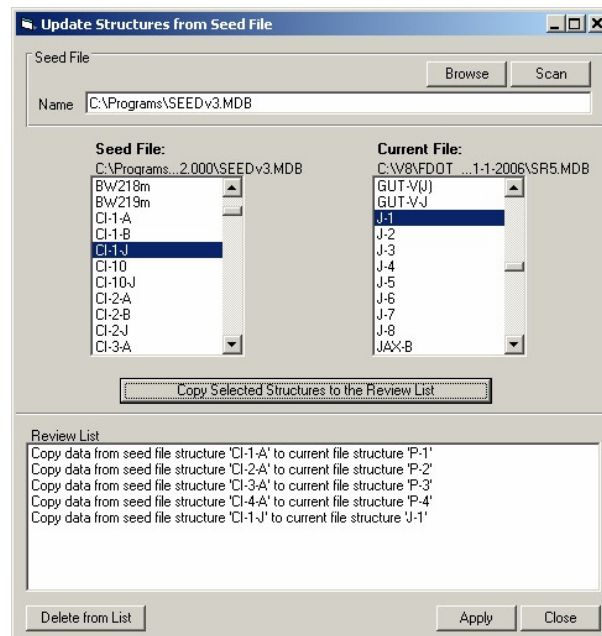 Update Structures from Seed File
Seed File
Browse
Scan
Name
C:\Programs\SEEDv3.MDB
Seed File:
C:\Programs...2.000\SEEDv3.MDB
BW218m
BW219m
CI-1-A
CI-1-B
CI-1-J
CI-10
CI-10-J
CI-2-A
CI-2-B
CI-2-J
CI-3-A
Current File:
C:\V8\FDOT ...1-1-2006\SR5.MDB
GUT-V(J)
GUT-V-J
J-1
J-2
J-3
J-4
J-5
J-6
J-7
J-8
JAX-B
Copy Selected Structures to the Review List
Review List
Copy data from seed file structure 'CI-1-A' to current file structure 'P-1'
Copy data from seed file structure 'CI-2-A' to current file structure 'P-2'
Copy data from seed file structure 'CI-3-A' to current file structure 'P-3'
Copy data from seed file structure 'CI-4-A' to current file structure 'P-4'
Copy data from seed file structure 'CI-1-J' to current file structure 'J-1'
Delete from List
Apply
Close